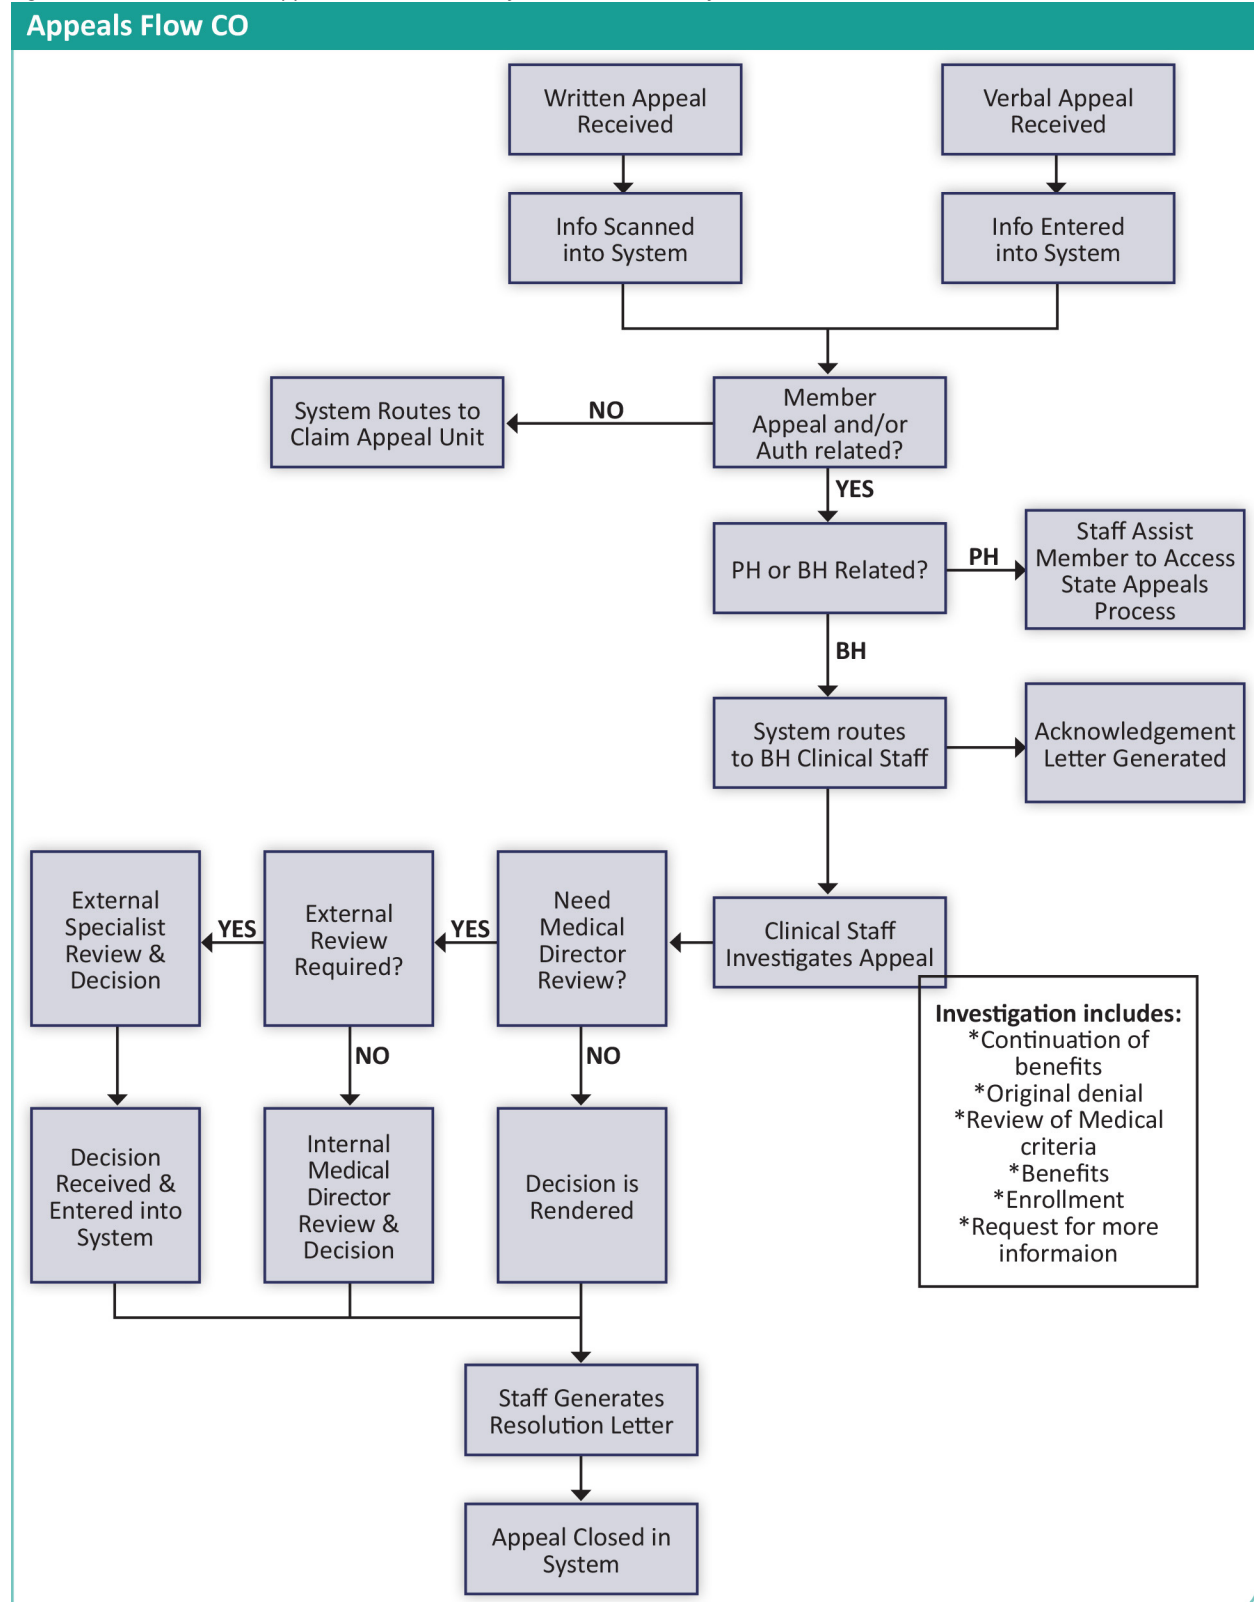 Appeals Flow CO
Written Appeal
Received
Verbal Appeal
Received
Info Scanned
into System
Info Entered
into System
System Routes to
Claim Appeal Unit
NO
Member
Appeal and/or
Auth related?
YES
PH or BH Related?
PH
Staff Assist
Member to Access
State Appeals
Process
BH
System routes
to BH Clinical Staff
Acknowledgement
Letter Generated
External
Specialist
Review &
Decision
YES
External
Review
Required?
YES
Need
Medical
Director
Review?
Clinical Staff
Investigates Appeal
Investigation includes:
*Continuation of
benefits
*Original denial
*Review of Medical
criteria
*Benefits
*Enrollment
*Request for more
informaion
NO
NO
Decision
Received &
Entered into
System
Internal
Medical
Director
Review &
Decision
Decision is
Rendered
Staff Generates
Resolution Letter
Appeal Closed in
System